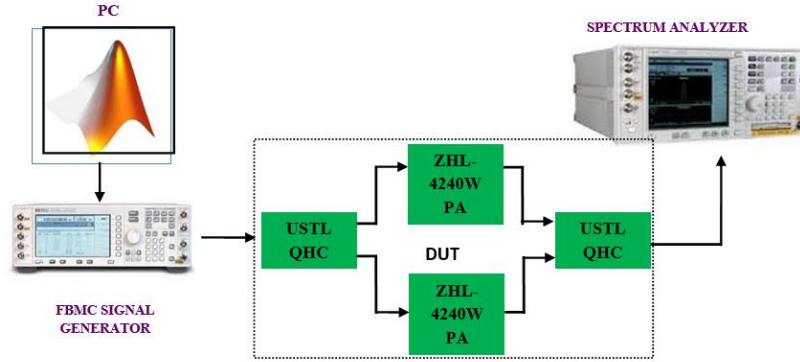 PC
SPECTRUM ANALYZER
ZHL-
4240W
PA
USTL
QHC
DUT
USTL
QHC
ZHL-
4240W
PA
FBMC SIGNAL
GENERATOR